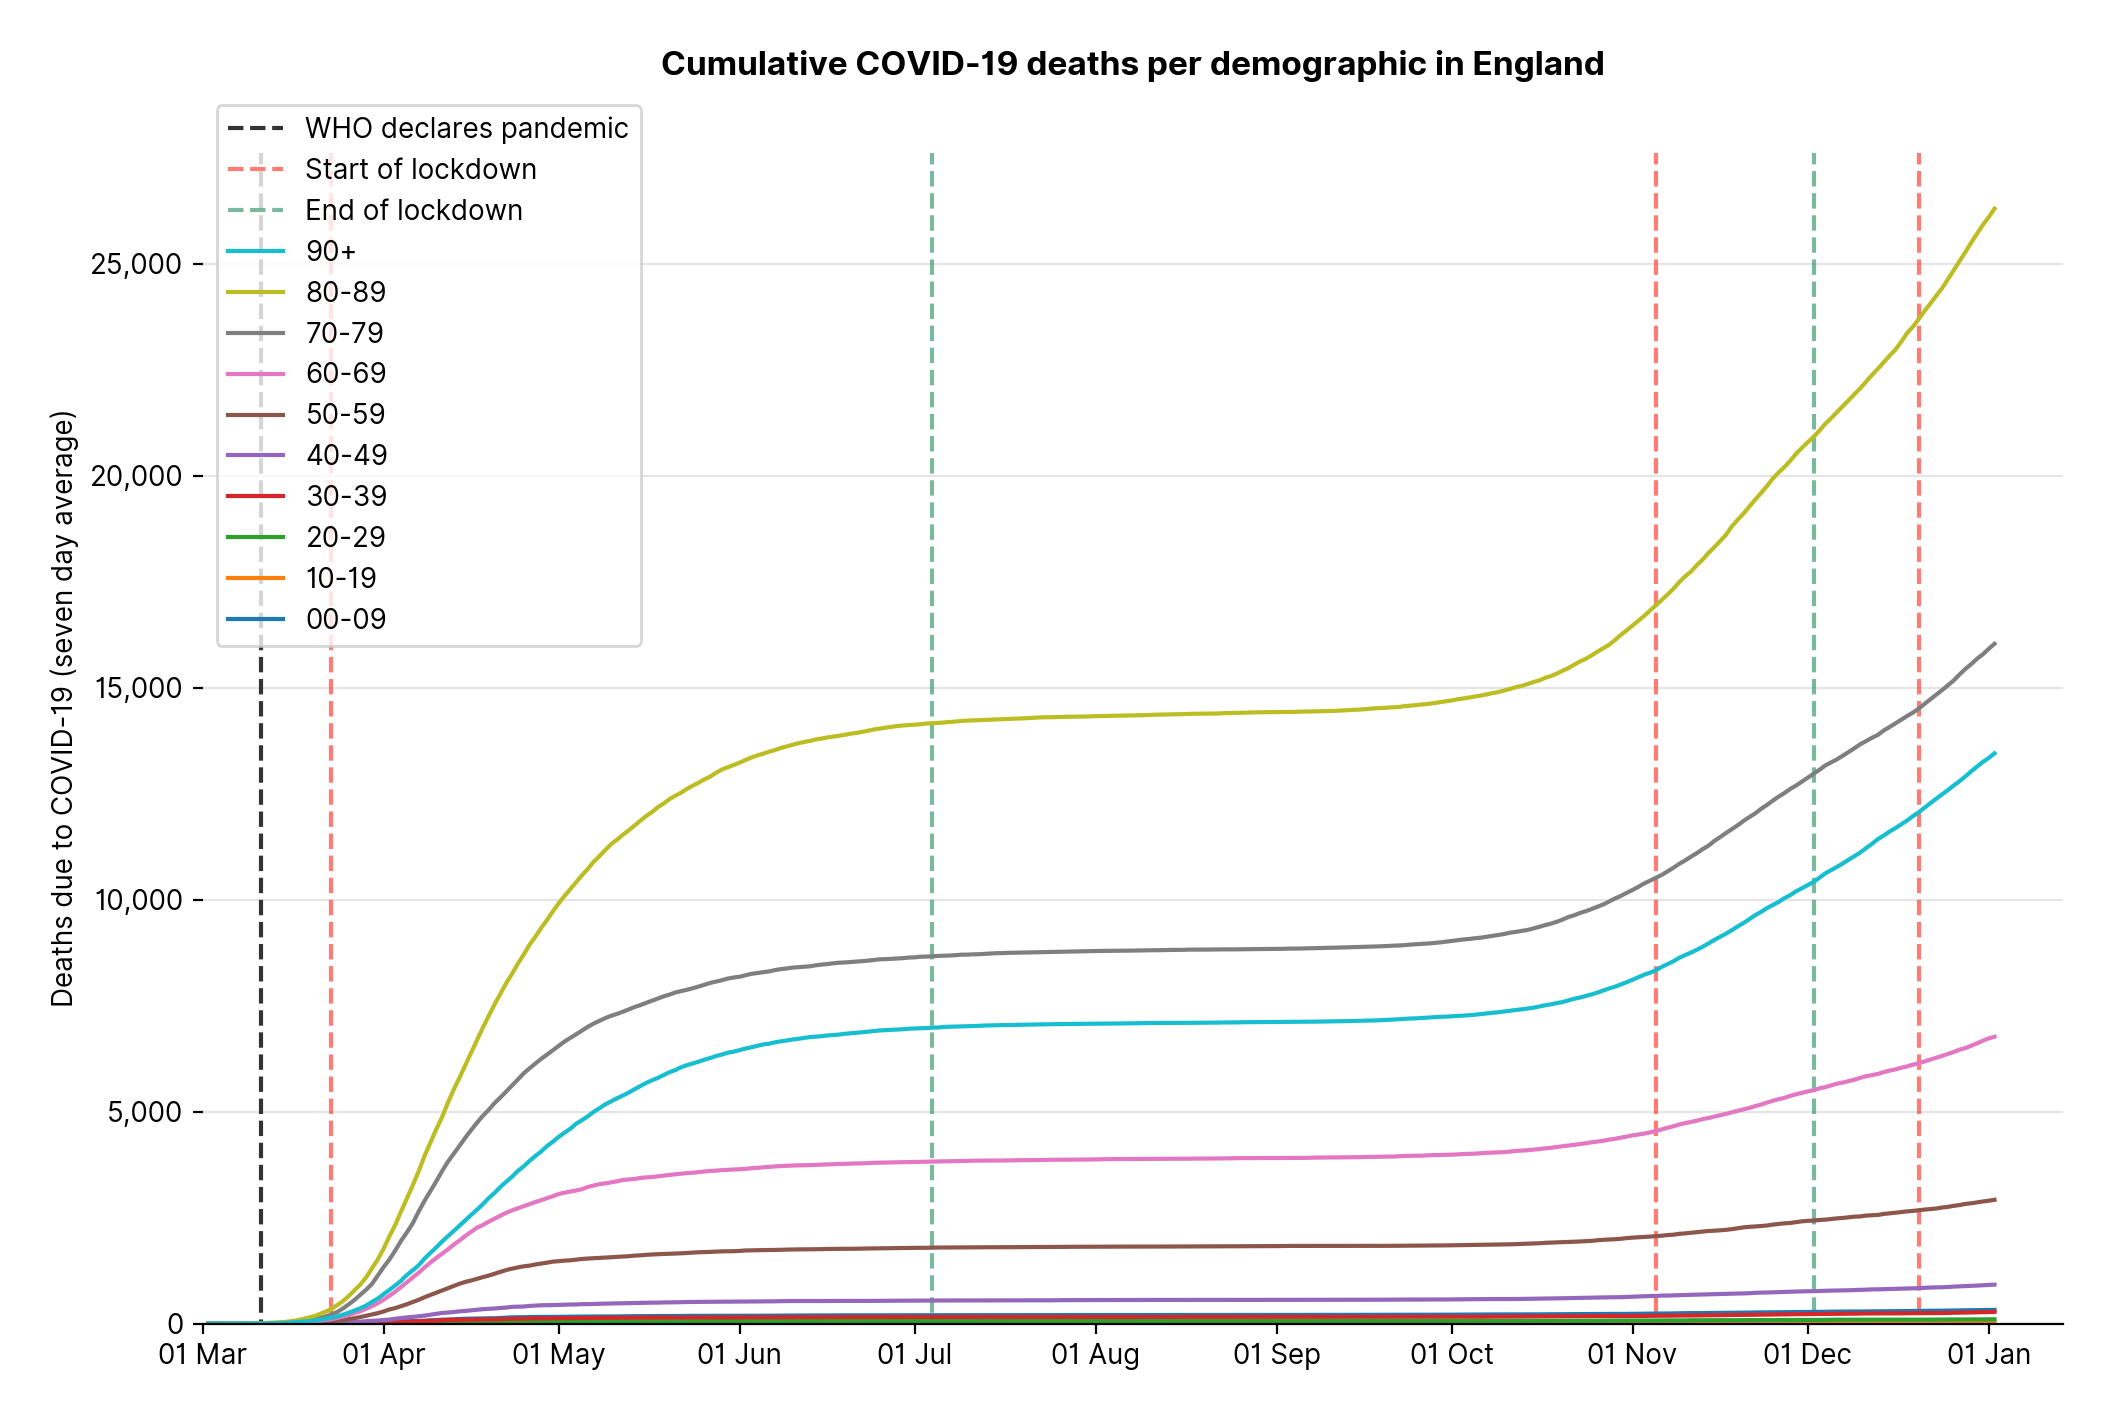 Cumulative COVID-19 deaths per demographic in England
WHO declares pandemic
Start of lockdown
End of lockdown
90+
80-89
70-79
60-69
50-59
40-49
30-39
20-29
10-19
00-09
Deaths due to COVID-19 (seven day average)
25,000
20,000
15,000
10,000
5,000
0
01 Mar 01 Apr 01 May 01 Jun 01 Jul 01 Aug 01 Sep 01 Oct 01 Nov 01 Dec 01 Jan